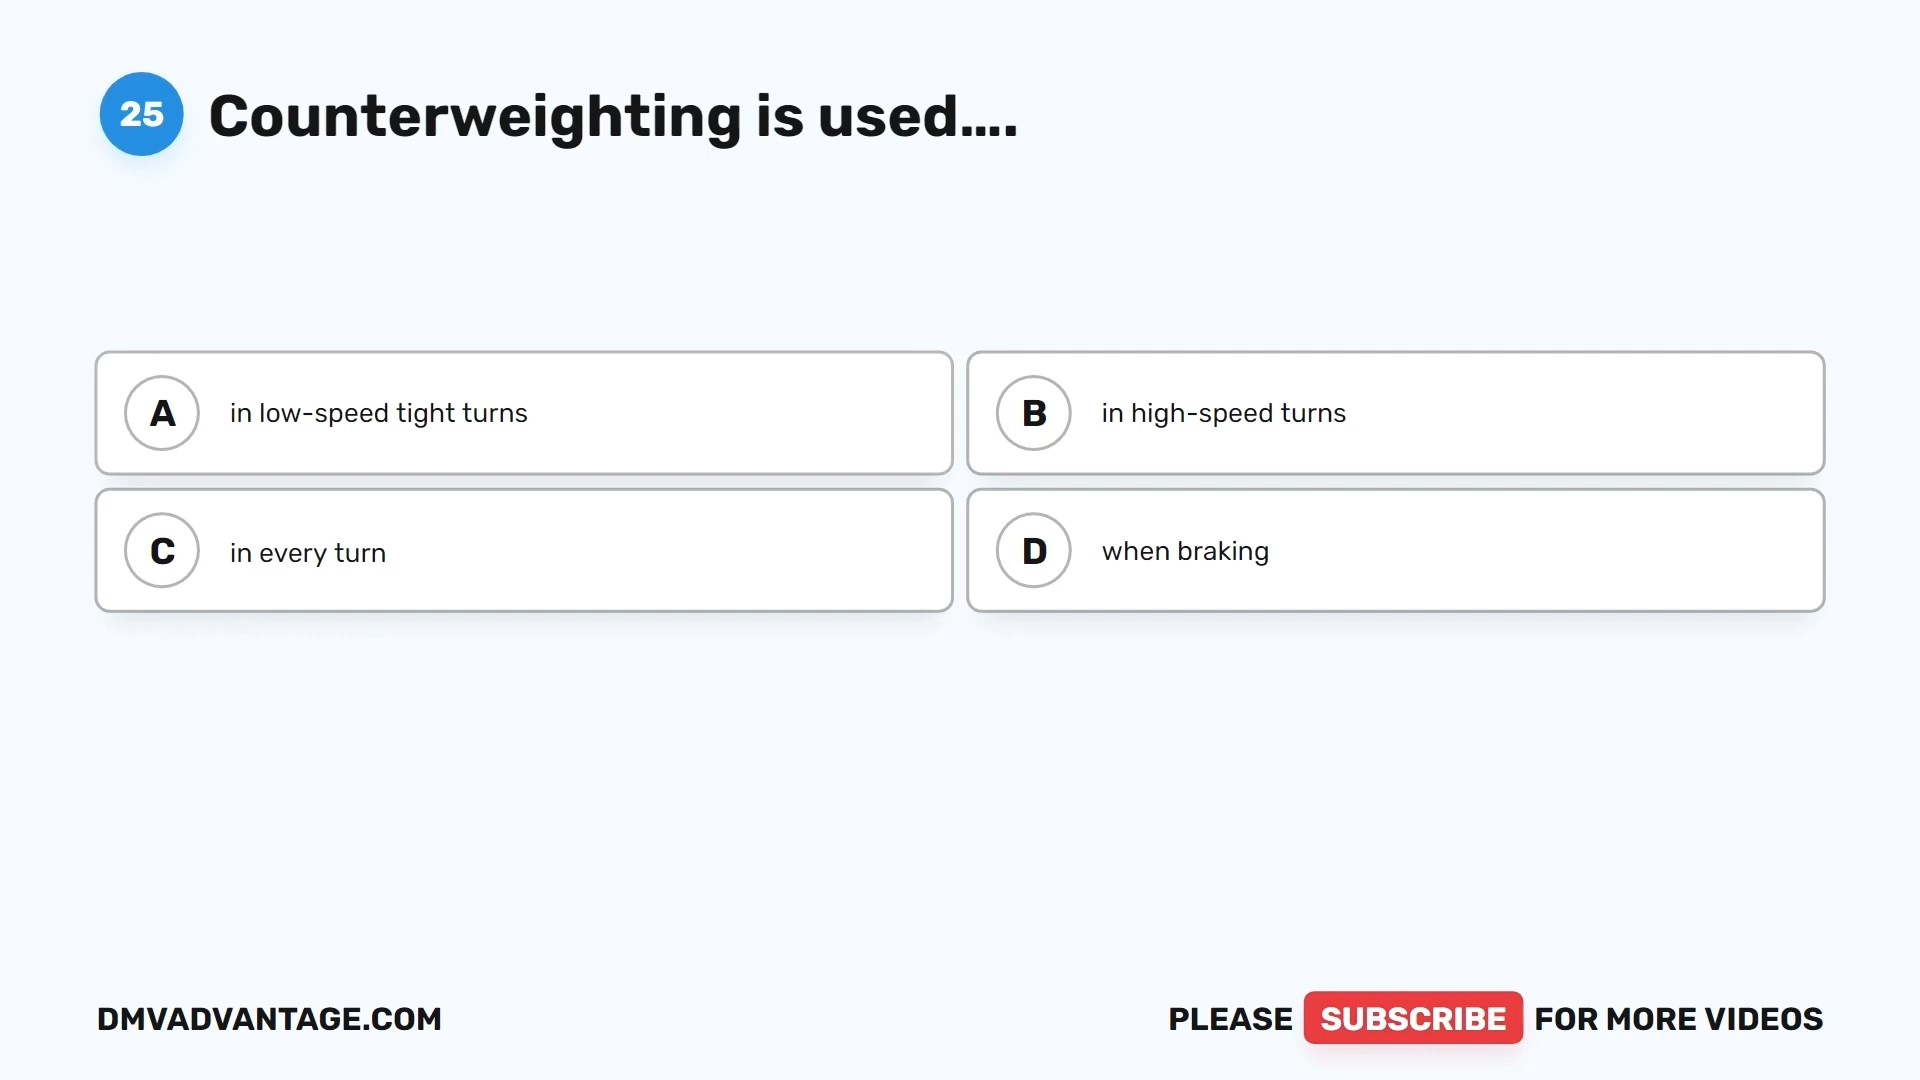 25 Counterweighting is used....
A in low-speed tight turns
B in high-speed turns
C in every turn
D when braking
DMVADVANTAGE.COM
PLEASE SUBSCRIBE FOR MORE VIDEOS